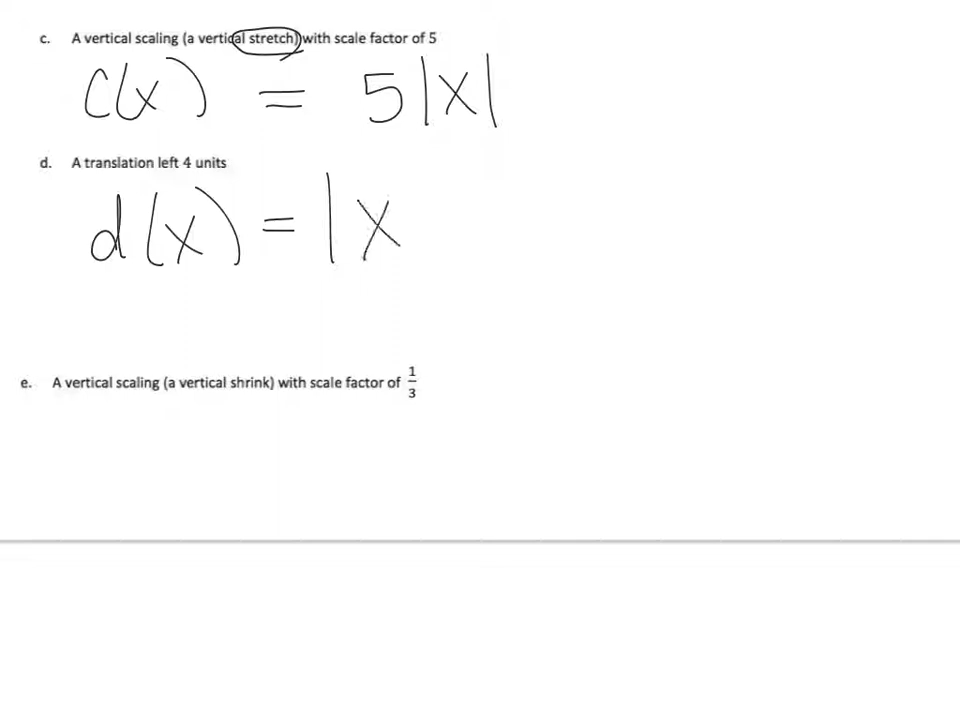 c. A vertical scaling (a vertical stretch) with scale factor of 5
c(x) = 5|x|
d. A translation left 4 units
d(x) = |x
e. A vertical scaling (a vertical shrink) with scale factor of 1/3